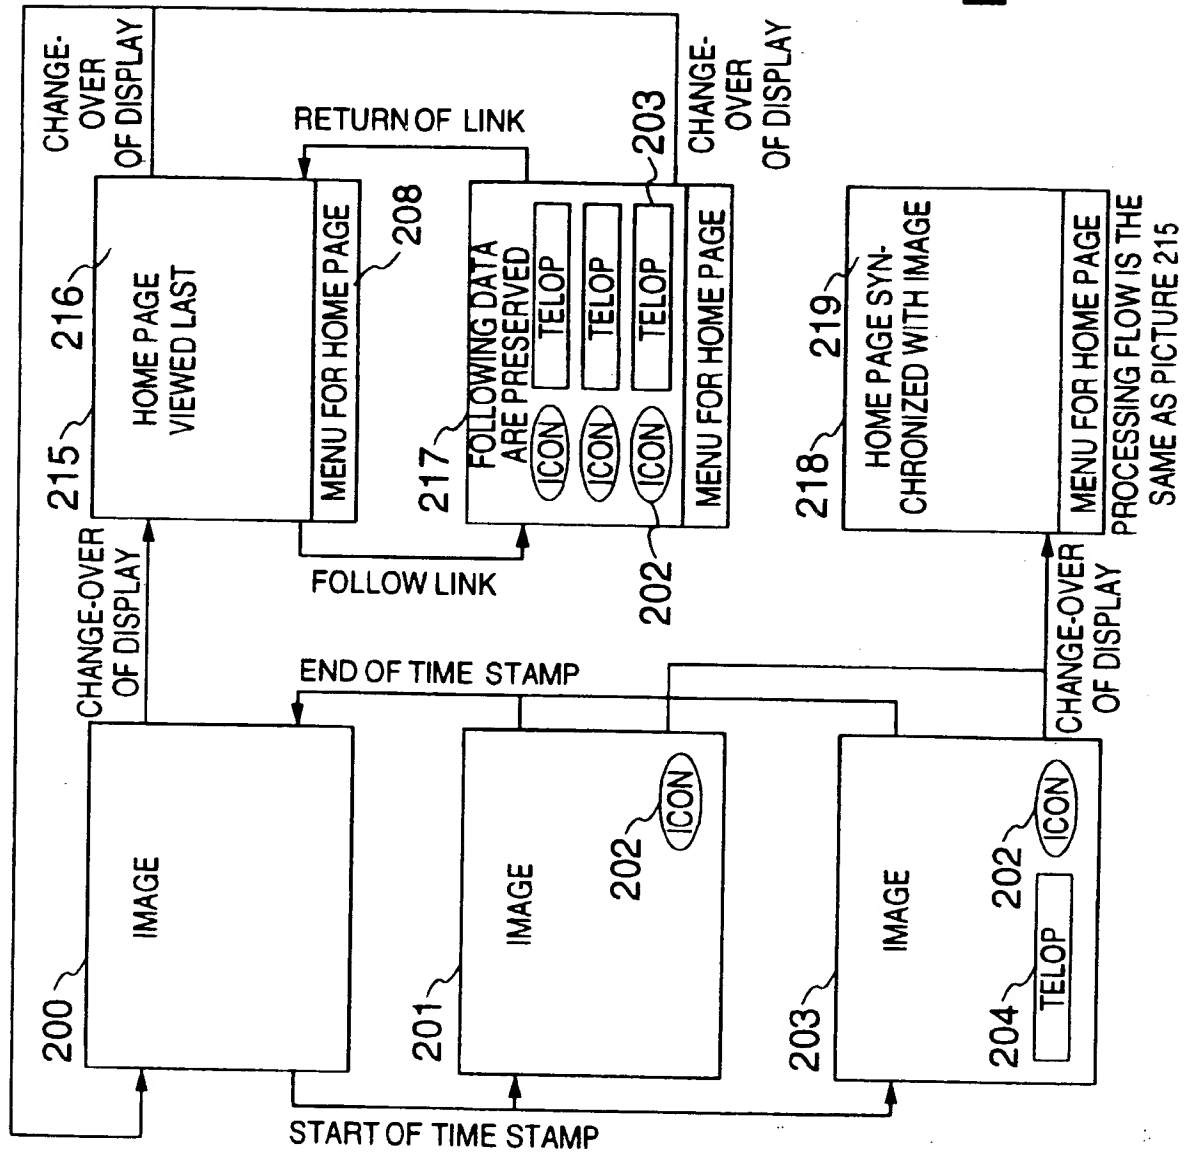 CHANGE-
OVER
OF DISPLAY
RETURN OF LINK
203
CHANGE-
OVER
OF DISPLAY
215
216
HOME PAGE
VIEWED LAST
MENU FOR HOME PAGE
208
217
FOLLOWING DATA
ARE PRESERVED
ICON
TELOP
ICON
TELOP
ICON
TELOP
MENU FOR HOME PAGE
202
218
219
HOME PAGE SYN-
CHRONIZED WITH IMAGE
MENU FOR HOME PAGE
PROCESSING FLOW IS THE
SAME AS PICTURE 215
CHANGE-OVER
OF DISPLAY
FOLLOW LINK
END OF TIME STAMP
CHANGE-OVER
OF DISPLAY
200
IMAGE
201
IMAGE
202
ICON
203
IMAGE
204
TELOP
202
ICON
START OF TIME STAMP